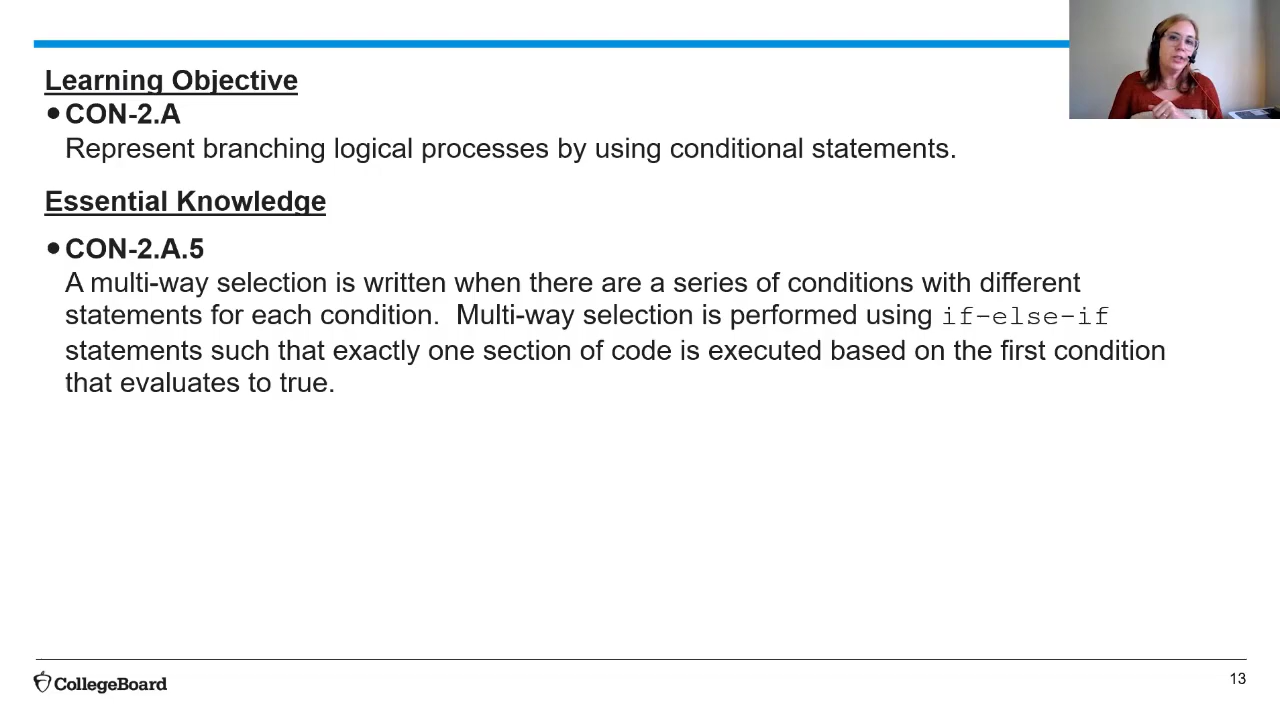 Learning Objective
• CON-2.A
Represent branching logical processes by using conditional statements.
Essential Knowledge
• CON-2.A.5
A multi-way selection is written when there are a series of conditions with different
statements for each condition.  Multi-way selection is performed using if-else-if
statements such that exactly one section of code is executed based on the first condition
that evaluates to true.
CollegeBoard
13